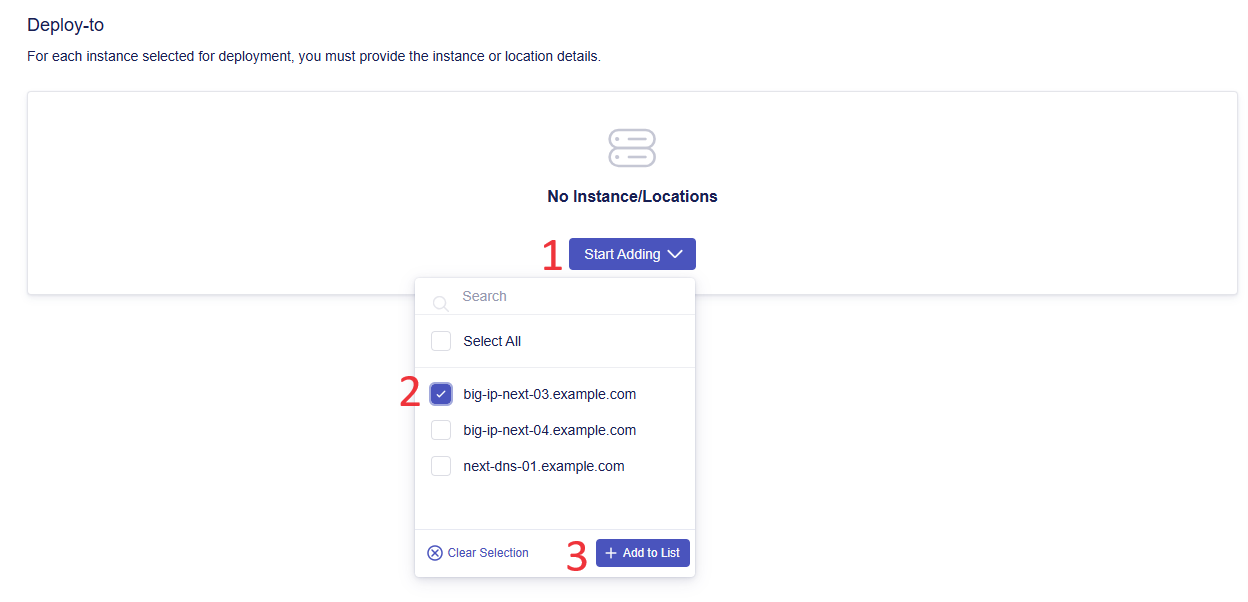 Deploy-to
For each instance selected for deployment, you must provide the instance or location details.
No Instance/Locations
1 Start Adding
Search
Select All
2 big-ip-next-03.example.com
big-ip-next-04.example.com
next-dns-01.example.com
Clear Selection 3 + Add to List